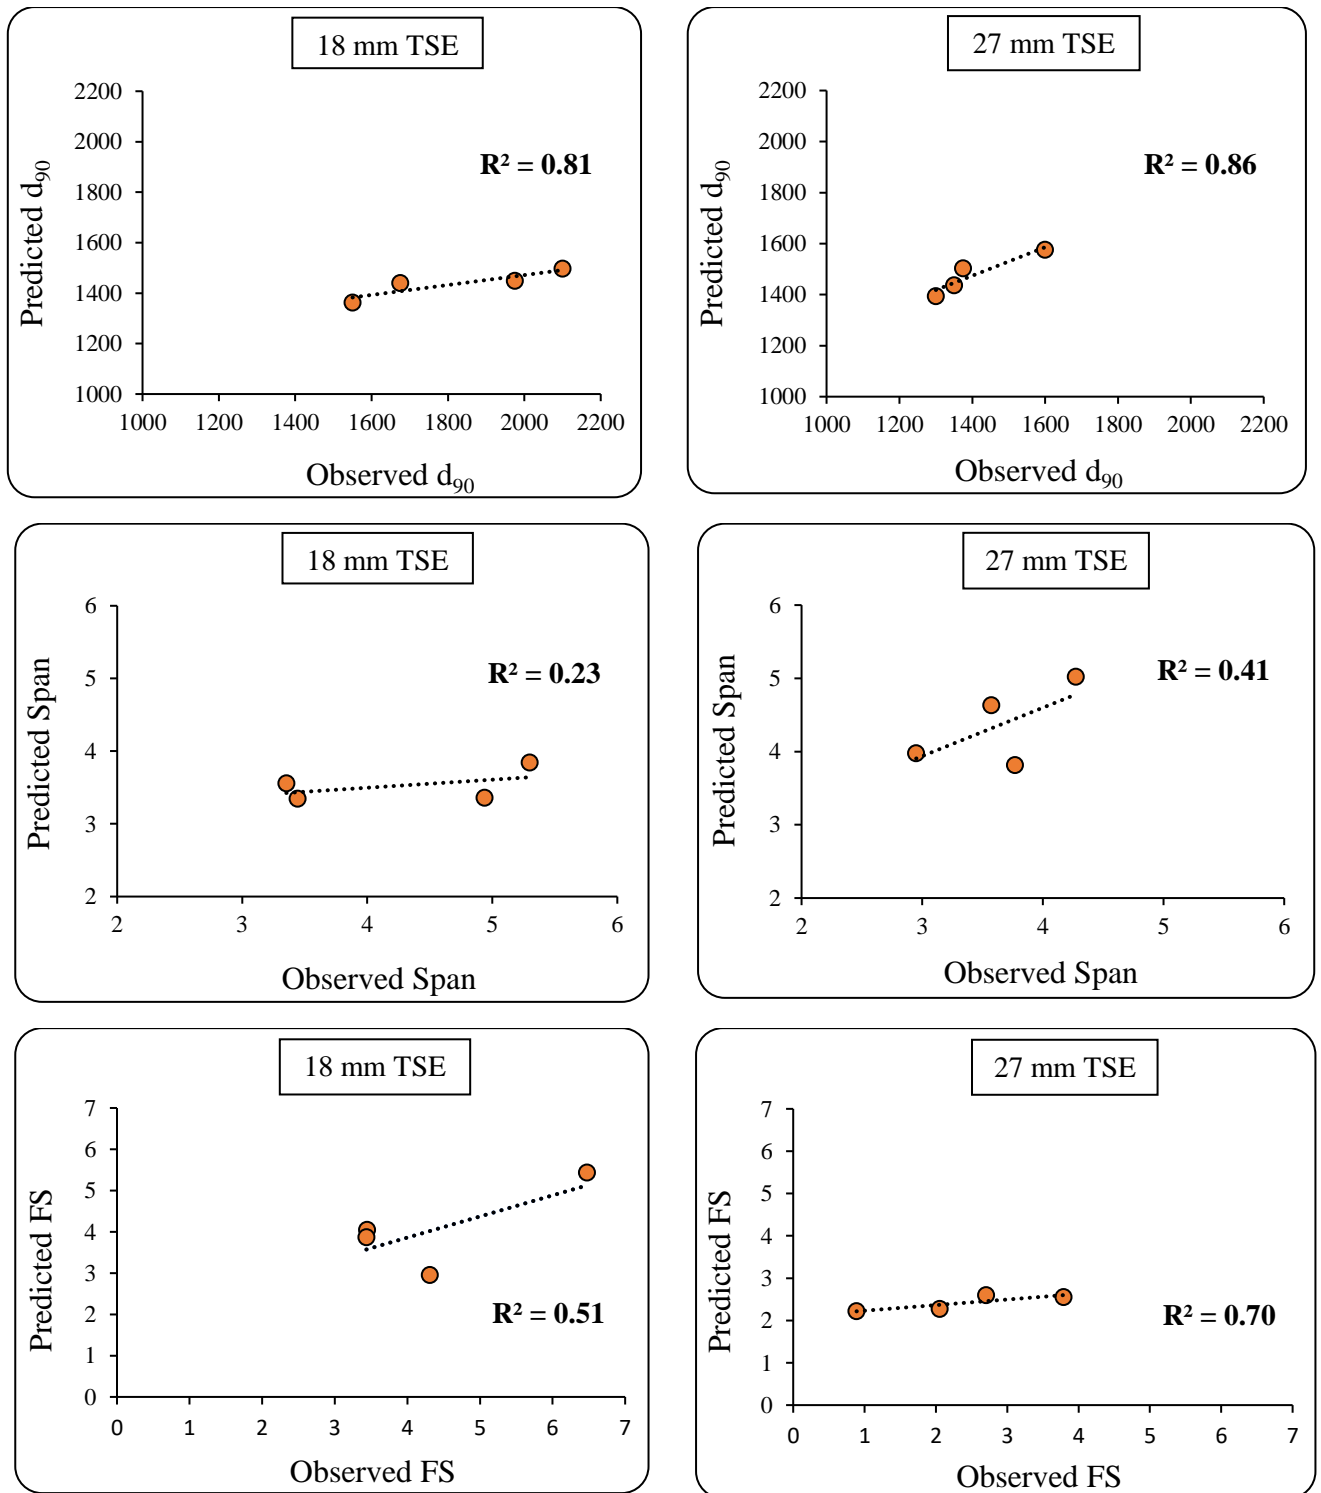 18 mm TSE
2200
2000
1800
1600
1400
1200
1000
1000 1200 1400 1600 1800 2000 2200
Predicted d90
Observed d90
R² = 0.81
27 mm TSE
2200
2000
1800
1600
1400
1200
1000
1000 1200 1400 1600 1800 2000 2200
Predicted d90
Observed d90
R² = 0.86
18 mm TSE
6
5
4
3
2
2 3 4 5 6
Predicted Span
Observed Span
R² = 0.23
27 mm TSE
6
5
4
3
2
2 3 4 5 6
Predicted Span
Observed Span
R² = 0.41
18 mm TSE
7
6
5
4
3
2
1
0
0 1 2 3 4 5 6 7
Predicted FS
Observed FS
R² = 0.51
27 mm TSE
7
6
5
4
3
2
1
0
0 1 2 3 4 5 6 7
Predicted FS
Observed FS
R² = 0.70